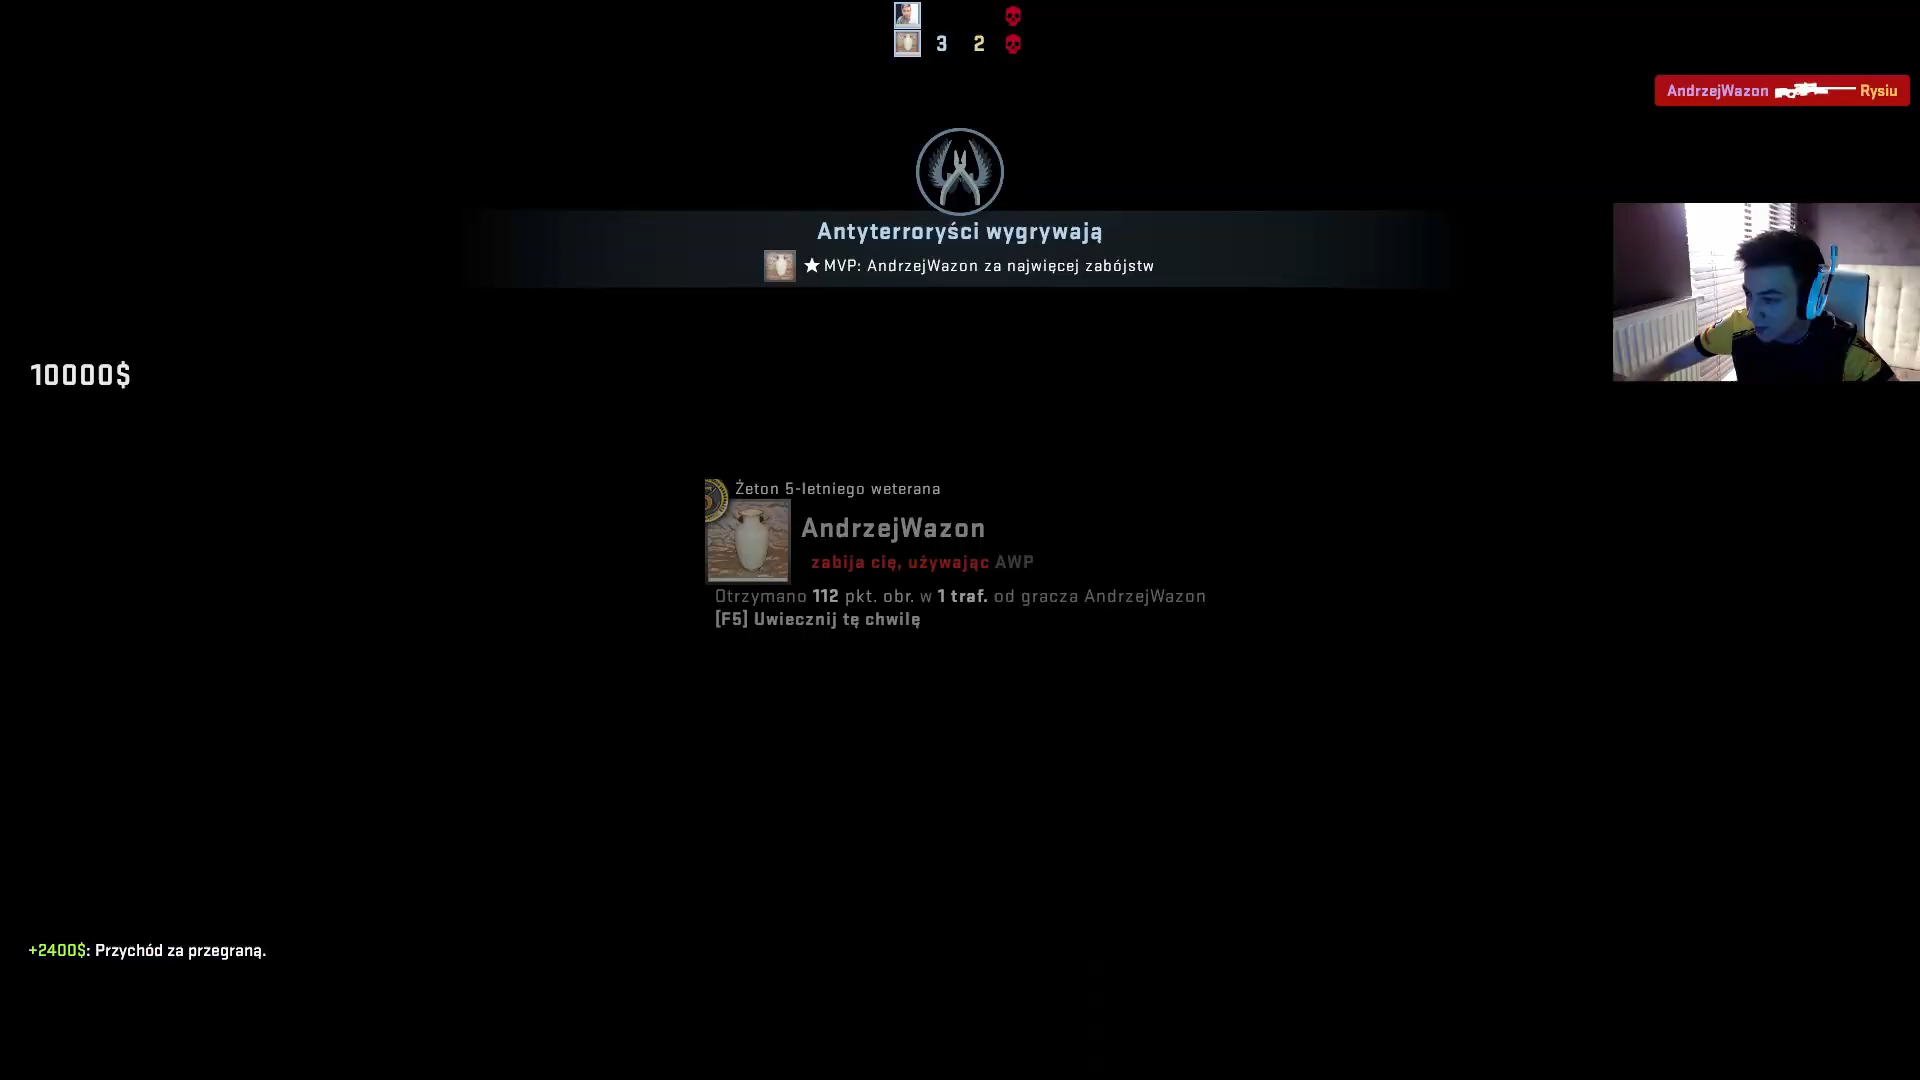 3 2
AndrzejWazon Rysiu
Antyterroryści wygrywają
MVP: AndrzejWazon za najwięcej zabójstw
10000$
Żeton 5-letniego weterana
AndrzejWazon
zabija cię, używając AWP
Otrzymano 112 pkt. obr. w 1 traf. od gracza AndrzejWazon
[F5] Uwiecznij tę chwilę
+2400$: Przychód za przegraną.